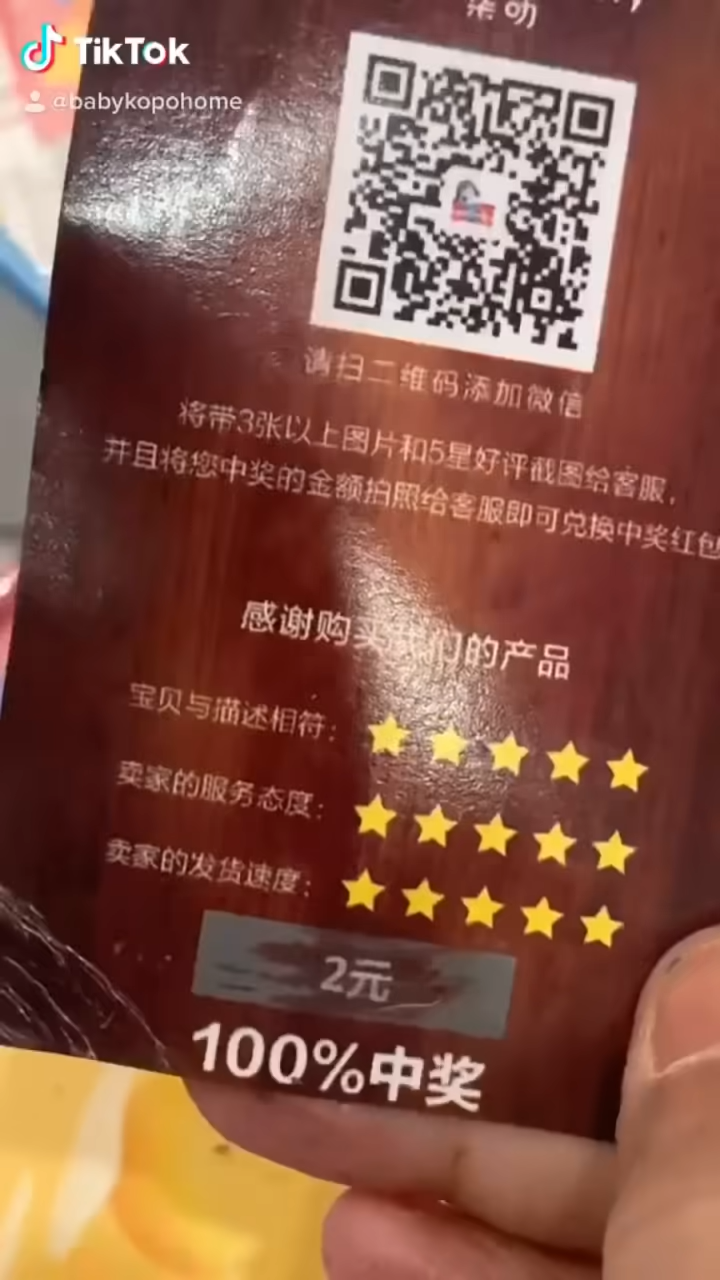 TikTok
@babykopohome
请扫二维码添加微信
将带3张以上图片和5星好评截图给客服,
并且将您中奖的金额拍照给客服即可兑换中奖红包
感谢购买我们的产品
宝贝与描述相符:
卖家的服务态度:
卖家的发货速度:
2元
100%中奖